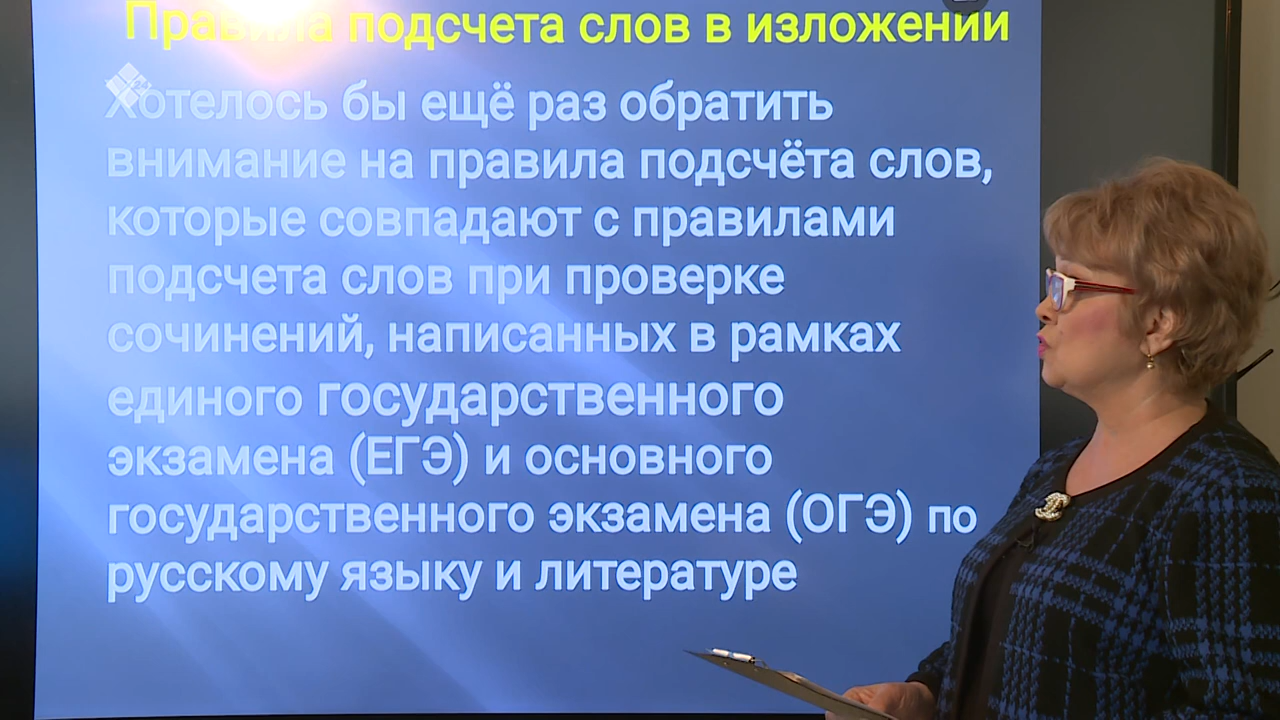 Правила подсчета слов в изложении
Хотелось бы ещё раз обратить
внимание на правила подсчёта слов,
которые совпадают с правилами
подсчета слов при проверке
сочинений, написанных в рамках
единого государственного
экзамена (ЕГЭ) и основного
государственного экзамена (ОГЭ) по
русскому языку и литературе